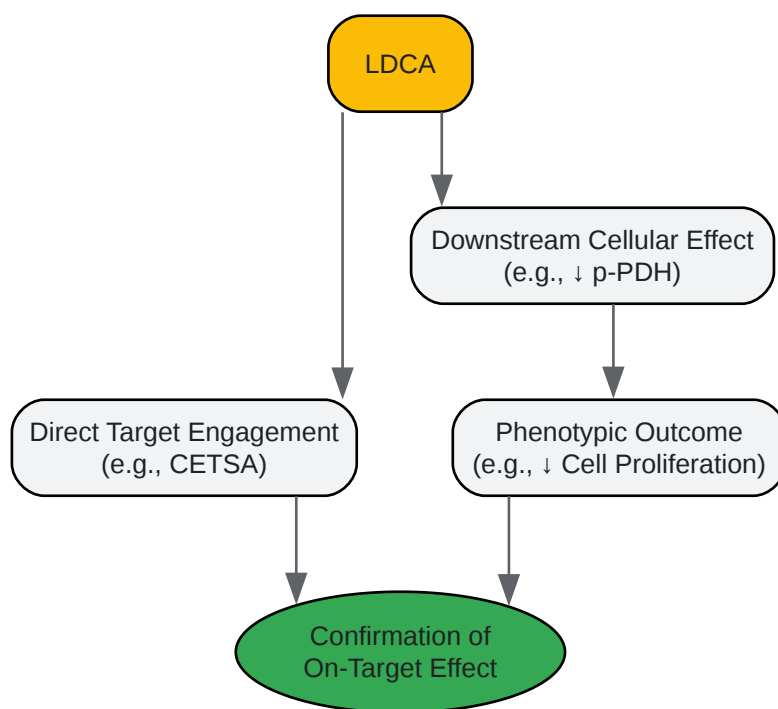 LDCA
Downstream Cellular Effect
(e.g., ↓ p-PDH)
Direct Target Engagement
(e.g., CETSA)
Phenotypic Outcome
(e.g., ↓ Cell Proliferation)
Confirmation of
On-Target Effect